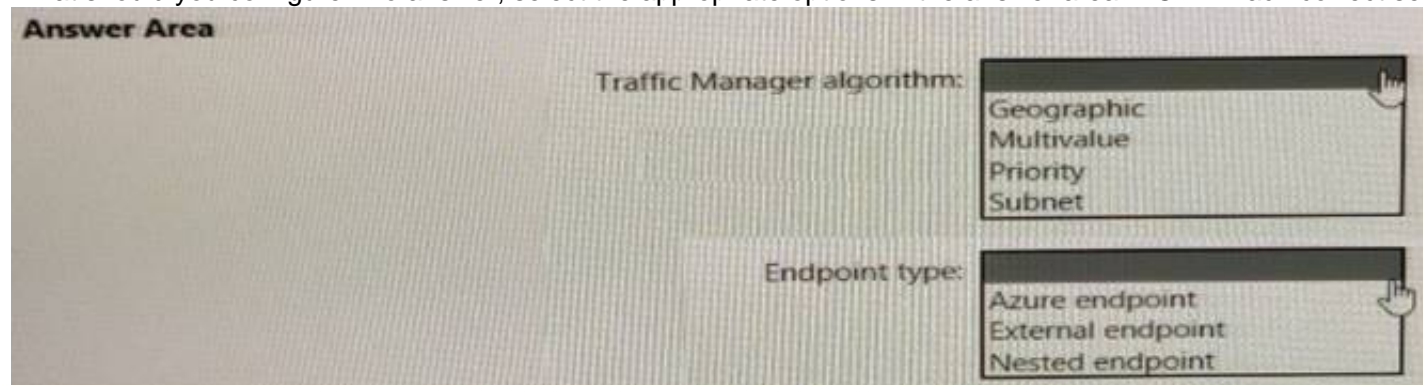 Answer Area
Traffic Manager algorithm:
Geographic
Multivalue
Priority
Subnet
Endpoint type:
Azure endpoint
External endpoint
Nested endpoint